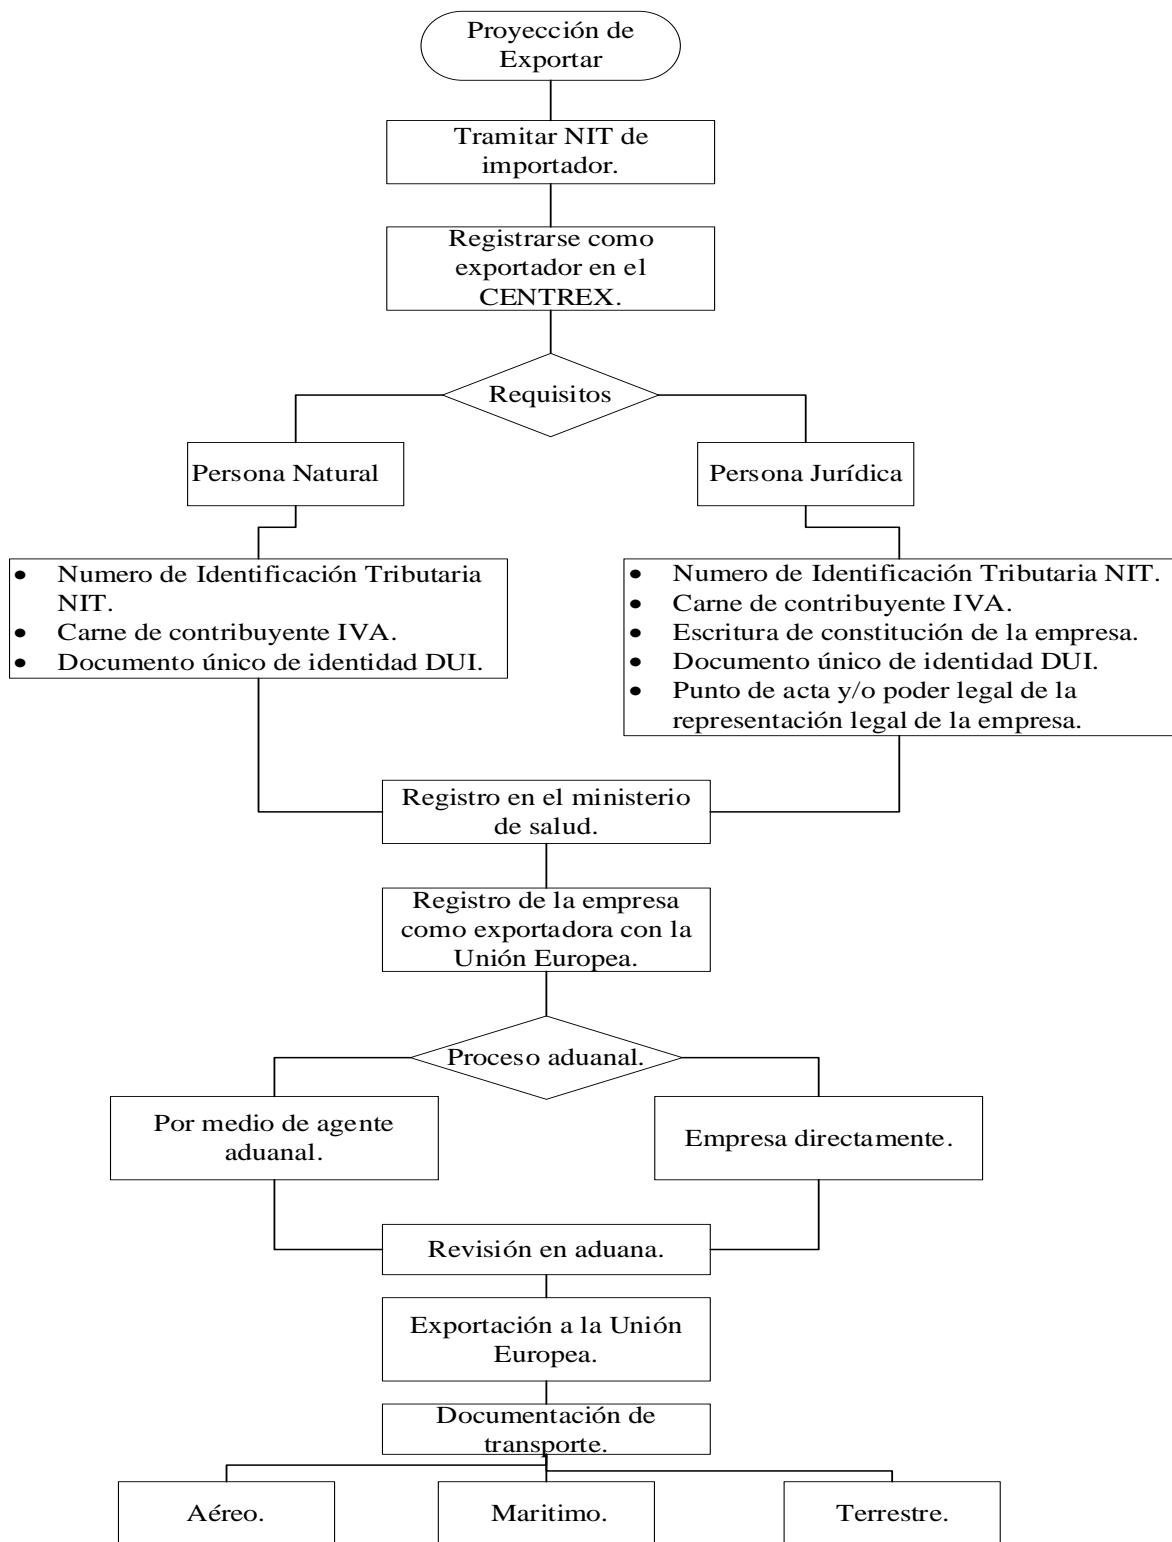 Proyección de
Exportar
Tramitar NIT de
importador.
Registrarse como
exportador en el
CENTREX.
Requisitos
Persona Natural
Persona Jurídica
• Numero de Identificación Tributaria
NIT.
• Carne de contribuyente IVA.
• Documento único de identidad DUI.
• Numero de Identificación Tributaria NIT.
• Carne de contribuyente IVA.
• Escritura de constitución de la empresa.
• Documento único de identidad DUI.
• Punto de acta y/o poder legal de la
representación legal de la empresa.
Registro en el ministerio
de salud.
Registro de la empresa
como exportadora con la
Unión Europea.
Proceso aduanal.
Por medio de agente
aduanal.
Empresa directamente.
Revisión en aduana.
Exportación a la Unión
Europea.
Documentación de
transporte.
Aéreo.
Maritimo.
Terrestre.